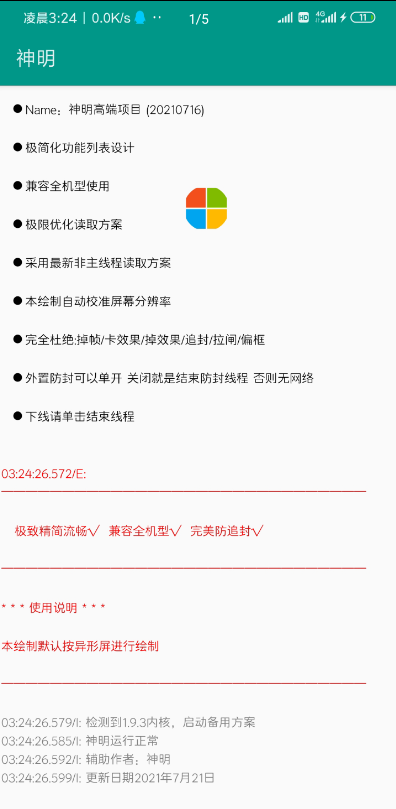 凌晨3:24 | 0.0K/s ·· 1/5 HD 4G 11
神明
● Name：神明高端项目 (20210716)
● 极简化功能列表设计
● 兼容全机型使用
● 极限优化读取方案
● 采用最新非主线程读取方案
● 本绘制自动校准屏幕分辨率
● 完全杜绝:掉帧/卡效果/掉效果/追封/拉闸/偏框
● 外置防封可以单开 关闭就是结束防封线程 否则无网络
● 下线请单击结束线程
03:24:26.572/E:
极致精简流畅√ 兼容全机型√ 完美防追封√
* * * 使用说明 * * *
本绘制默认按异形屏进行绘制
03:24:26.579/I: 检测到1.9.3内核，启动备用方案
03:24:26.585/I: 神明运行正常
03:24:26.592/I: 辅助作者：神明
03:24:26.599/I: 更新日期2021年7月21日